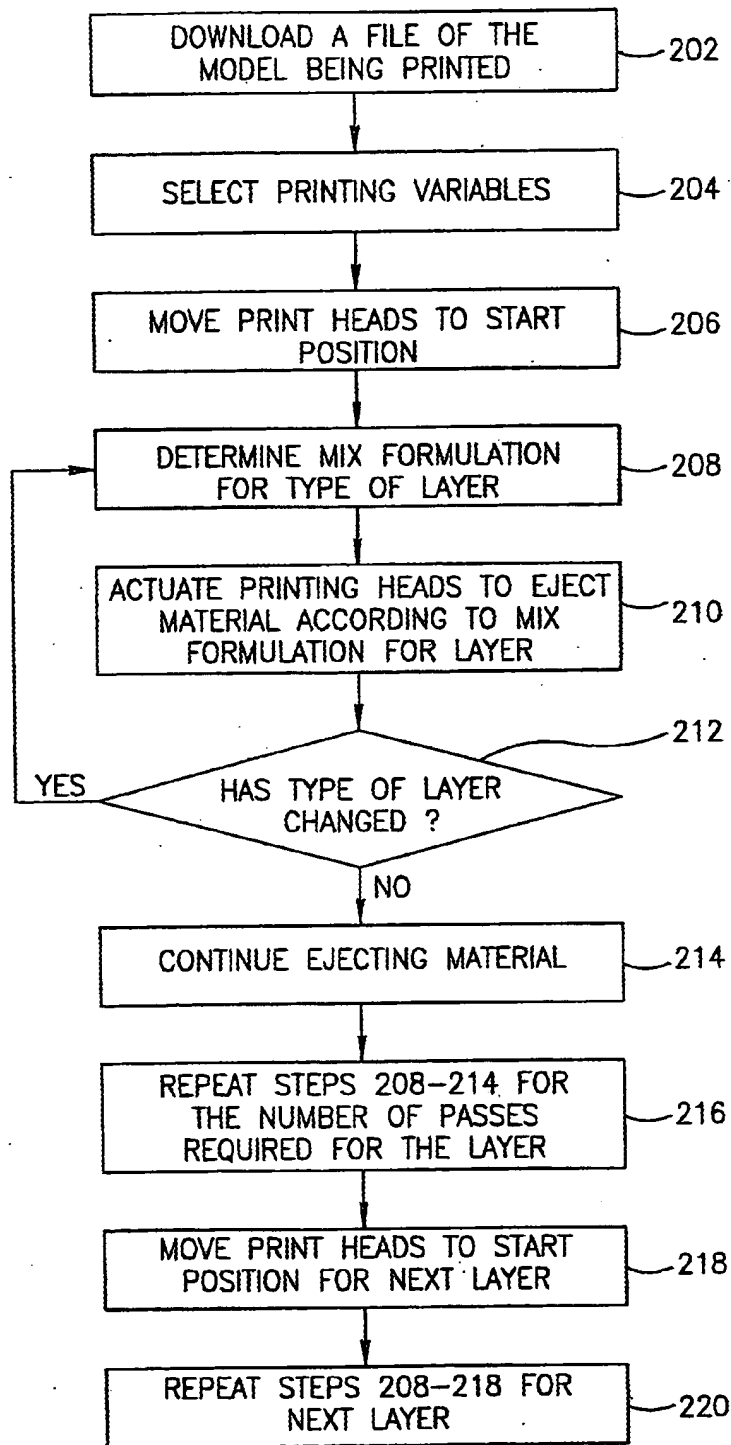 DOWNLOAD A FILE OF THE
MODEL BEING PRINTED
202
SELECT PRINTING VARIABLES
204
MOVE PRINT HEADS TO START
POSITION
206
DETERMINE MIX FORMULATION
FOR TYPE OF LAYER
208
ACTUATE PRINTING HEADS TO EJECT
MATERIAL ACCORDING TO MIX
FORMULATION FOR LAYER
210
212
YES
HAS TYPE OF LAYER
CHANGED ?
NO
CONTINUE EJECTING MATERIAL
214
REPEAT STEPS 208-214 FOR
THE NUMBER OF PASSES
REQUIRED FOR THE LAYER
216
MOVE PRINT HEADS TO START
POSITION FOR NEXT LAYER
218
REPEAT STEPS 208-218 FOR
NEXT LAYER
220